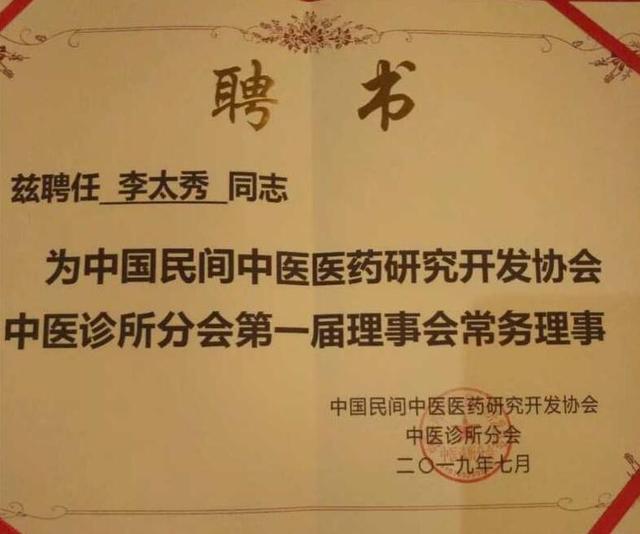 聘书
兹聘任 李太秀 同志
为中国民间中医医药研究开发协会
中医诊所分会第一届理事会常务理事
中国民间中医医药研究开发协会
中医诊所分会
二〇一九年七月